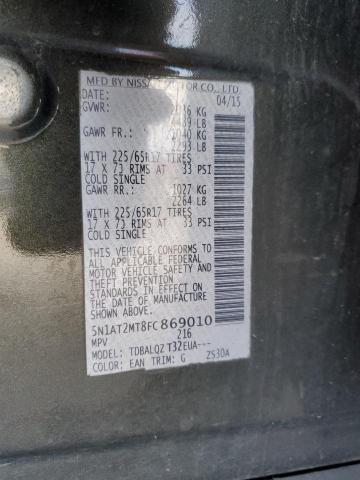 MFD BY NISSAN MOTOR CO., LTD.
DATE: 04/15
GVWR: KG
LB
GAWR FR.: 1040 KG
2293 LB
WITH 225/65R17 TIRES
17 X 73 RIMS AT 33 PSI
COLD SINGLE
GAWR RR.: 1027 KG
2264 LB
WITH 225/65R17 TIRES
17 X 73 RIMS AT 33 PSI
COLD SINGLE
THIS VEHICLE CONFORMS TO
ALL APPLICABLE FEDERAL
MOTOR VEHICLE SAFETY AND
THEFT PREVENTION
STANDARDS IN EFFECT ON
THE DATE OF MANUFACTURE
SHOWN ABOVE.
5N1AT2MT8FC869010
MPV 216
MODEL: TDBALQZ T32EUA---
COLOR: EAN TRIM: G ZS30A